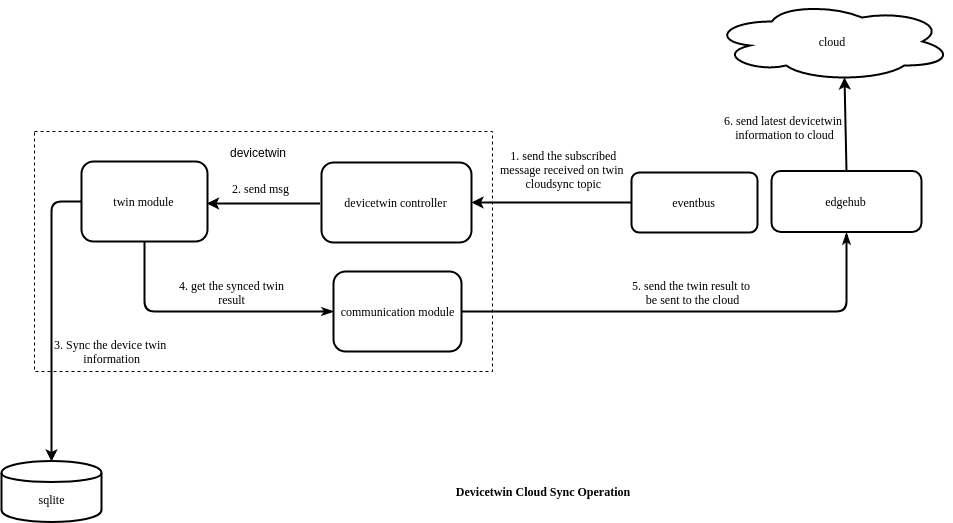 cloud
6. send latest devicetwin
information to cloud
devicetwin
1. send the subscribed
message received on twin
cloudsync topic
twin module
2. send msg
devicetwin controller
eventbus
edgehub
4. get the synced twin
result
communication module
5. send the twin result to
be sent to the cloud
3. Sync the device twin
information
sqlite
Devicetwin Cloud Sync Operation